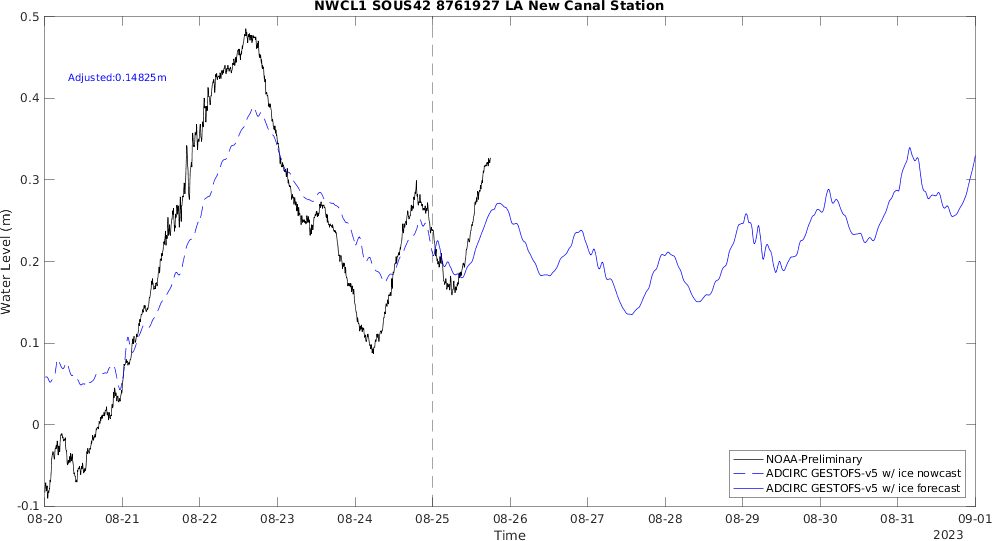 NWCL1 SOUS42 8761927 LA New Canal Station
Adjusted:0.14825m
Water Level (m)
0.5
0.4
0.3
0.2
0.1
0
-0.1
NOAA-Preliminary
ADCIRC GESTOFS-v5 w/ ice nowcast
ADCIRC GESTOFS-v5 w/ ice forecast
08-20 08-21 08-22 08-23 08-24 08-25 08-26 08-27 08-28 08-29 08-30 08-31 09-01
Time
2023